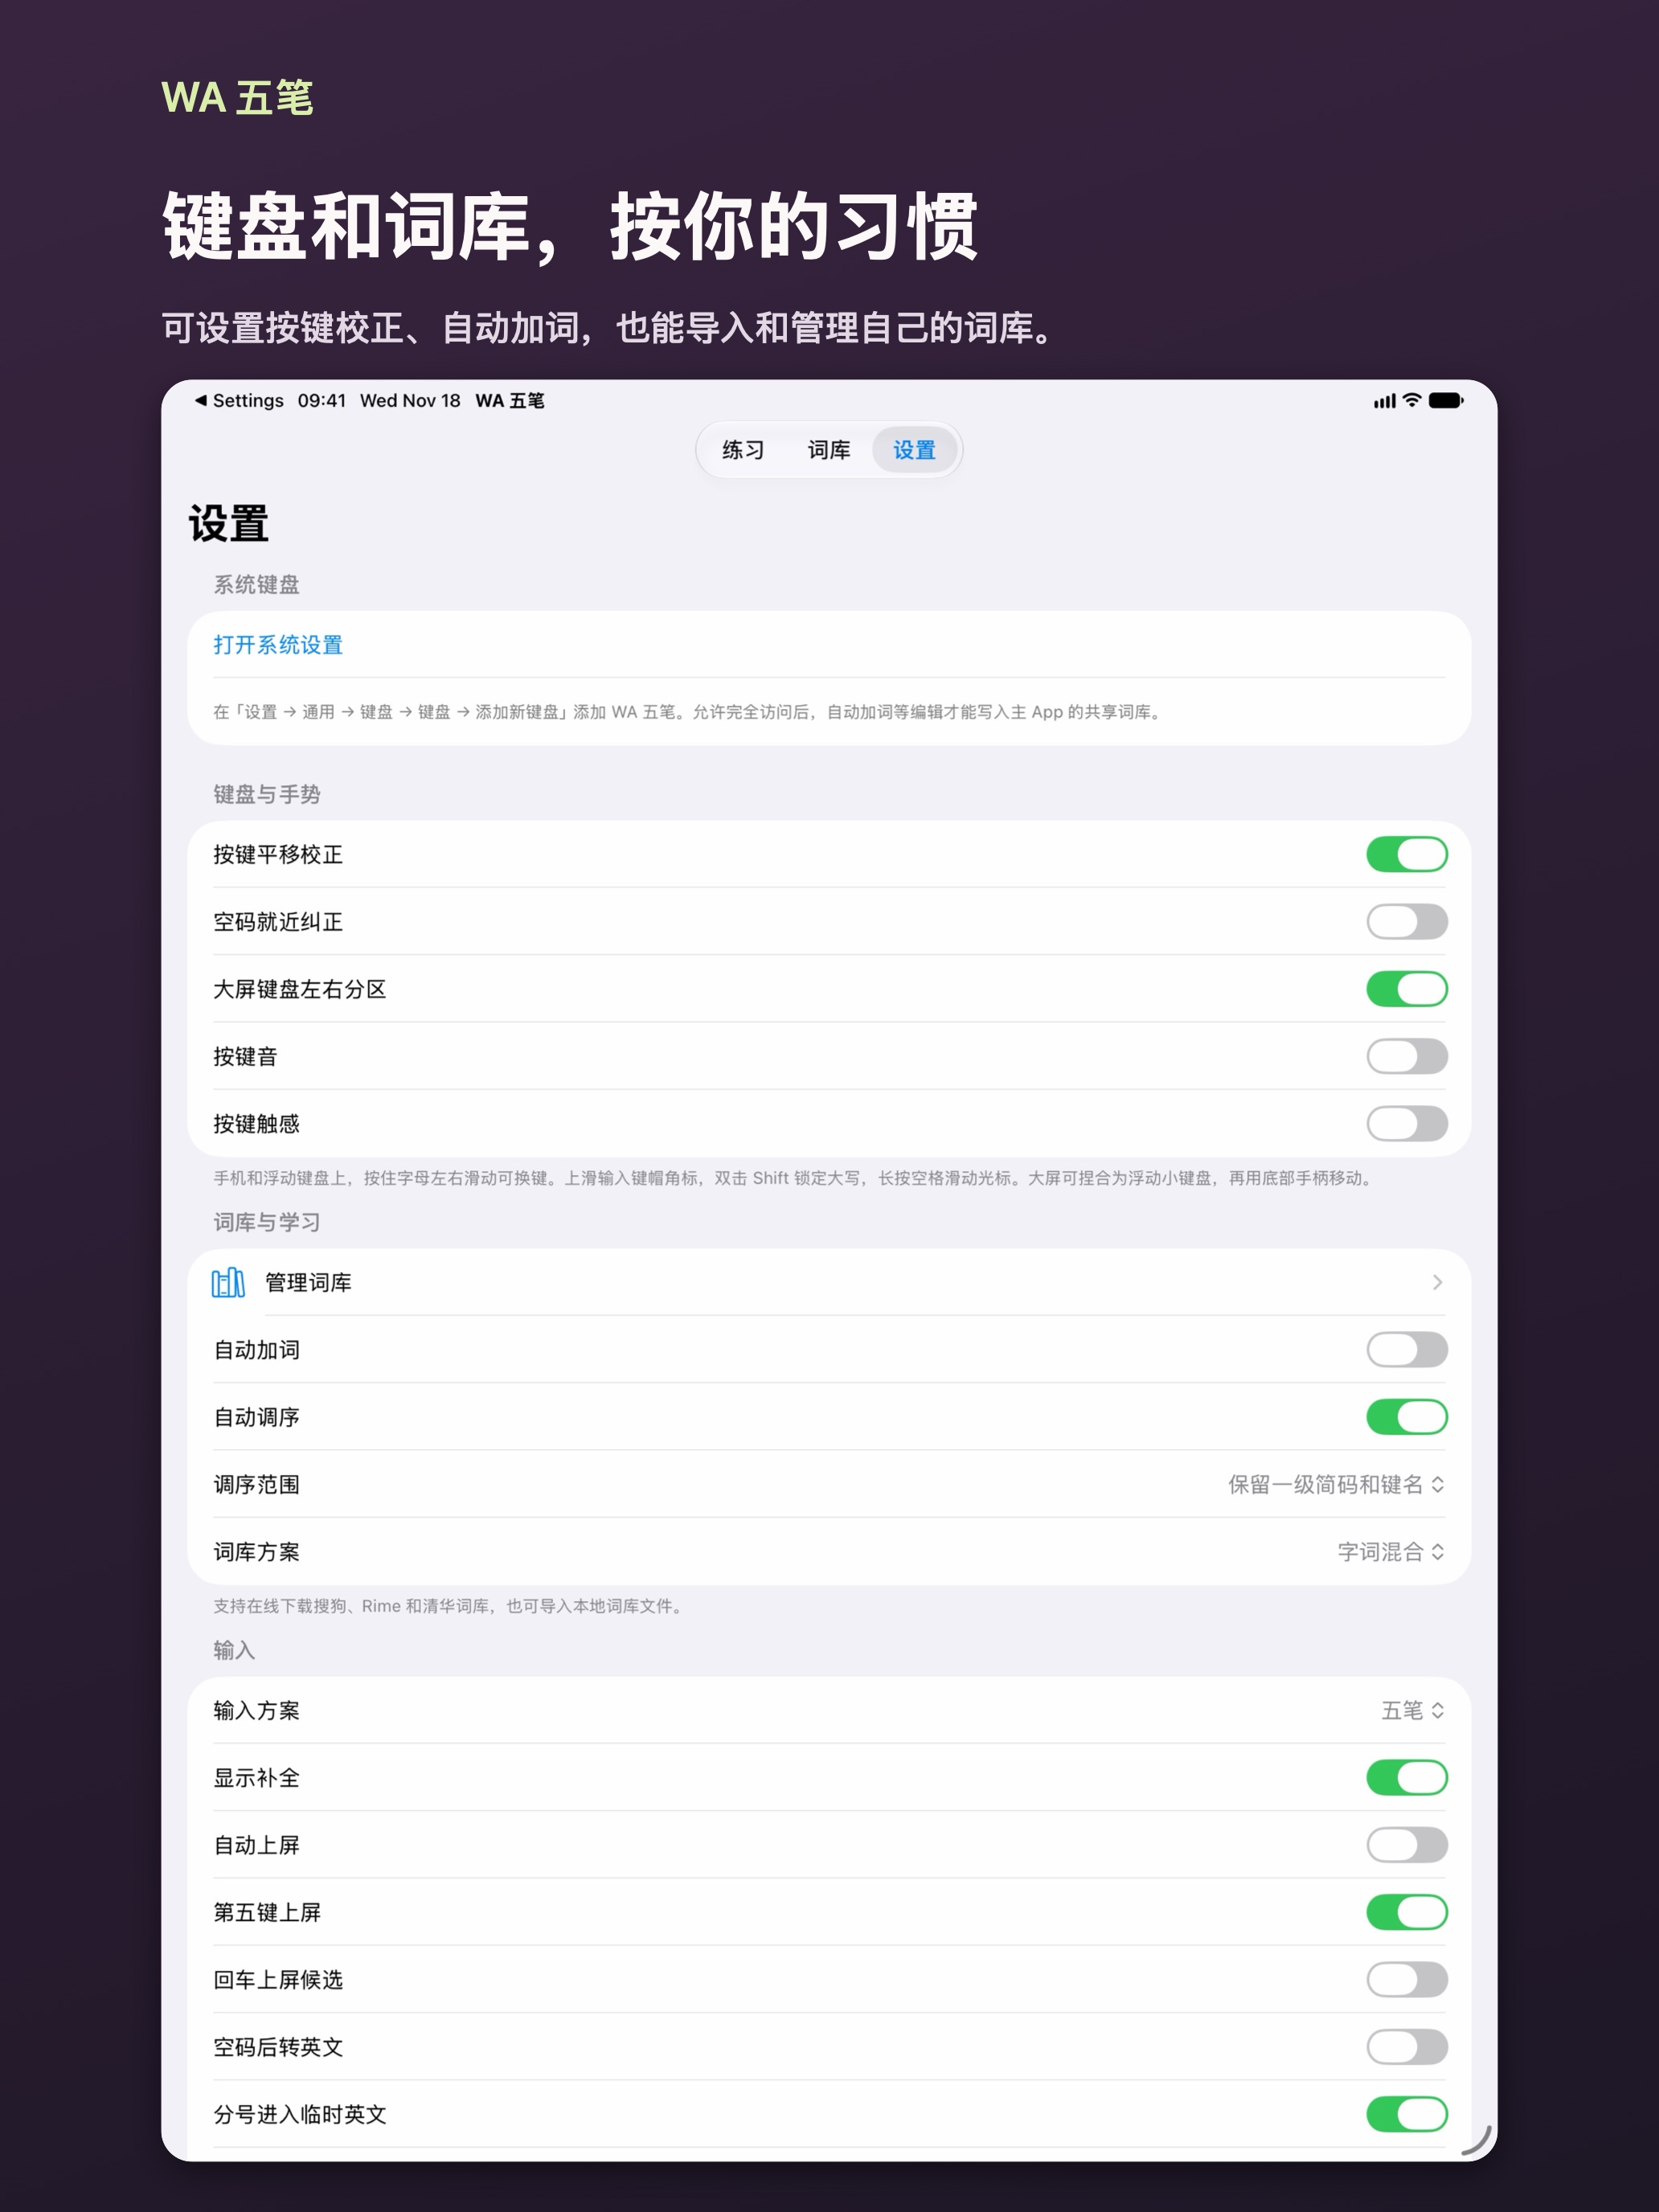 WA 五笔
键盘和词库，按你的习惯
可设置按键校正、自动加词，也能导入和管理自己的词库。
◀ Settings 09:41 Wed Nov 18 WA 五笔
练习 词库 设置
设置
系统键盘
打开系统设置
在「设置 → 通用 → 键盘 → 键盘 → 添加新键盘」添加 WA 五笔。允许完全访问后，自动加词等编辑才能写入主 App 的共享词库。
键盘与手势
按键平移校正
空码就近纠正
大屏键盘左右分区
按键音
按键触感
手机和浮动键盘上，按住字母左右滑动可换键。上滑输入键帽角标，双击 Shift 锁定大写，长按空格滑动光标。大屏可捏合为浮动小键盘，再用底部手柄移动。
词库与学习
管理词库
自动加词
自动调序
调序范围 保留一级简码和键名
词库方案 字词混合
支持在线下载搜狗、Rime 和清华词库，也可导入本地词库文件。
输入
输入方案 五笔
显示补全
自动上屏
第五键上屏
回车上屏候选
空码后转英文
分号进入临时英文